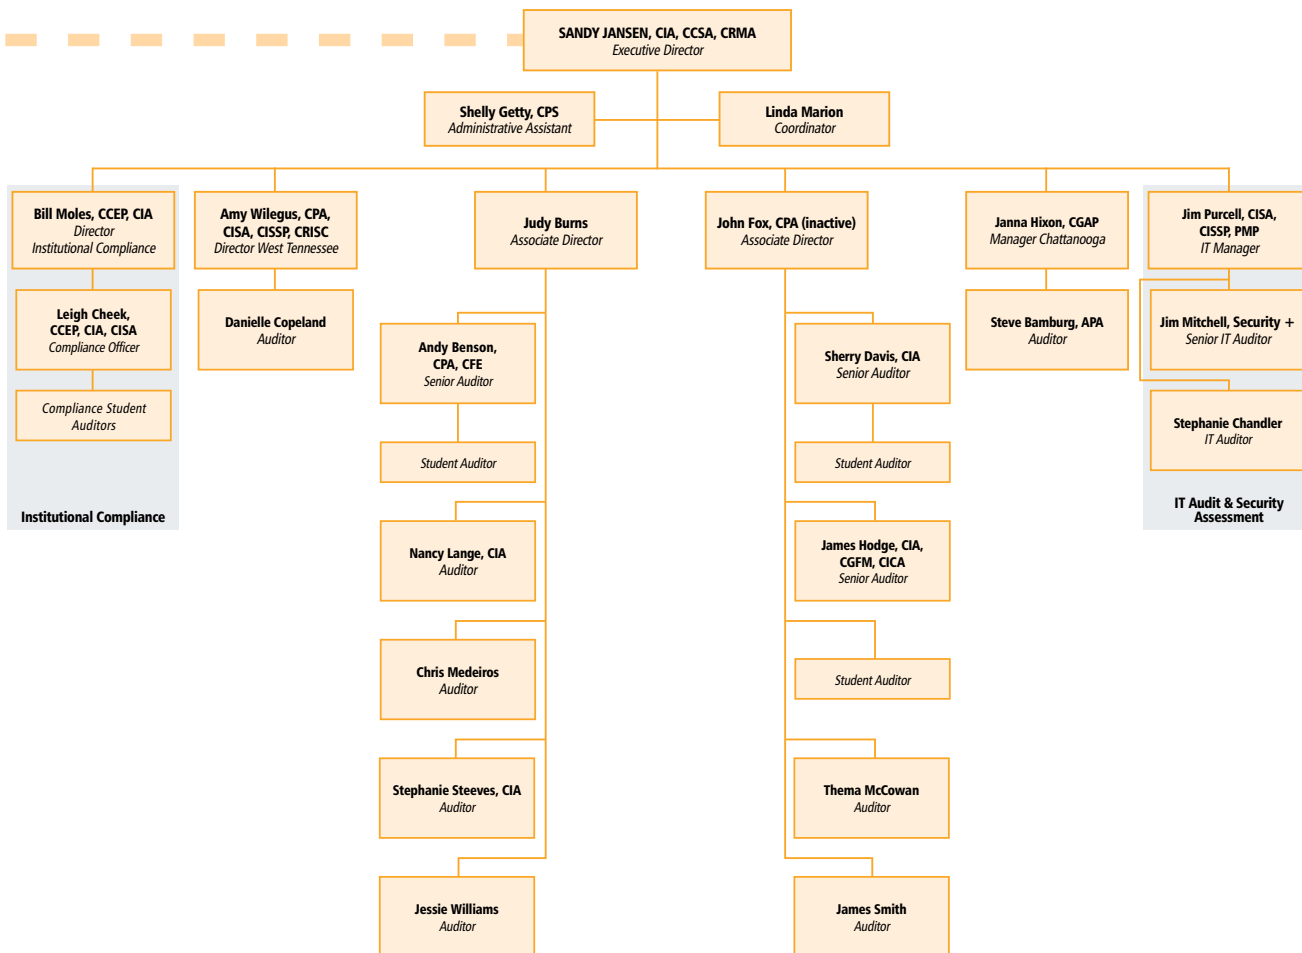 SANDY JANSEN, CIA, CCSA, CRMA
Executive Director
Shelly Getty, CPS
Administrative Assistant
Linda Marion
Coordinator
Bill Moles, CCEP, CIA
Director
Institutional Compliance
Amy Wilegus, CPA,
CISA, CISSP, CRISC
Director West Tennessee
Judy Burns
Associate Director
John Fox, CPA (inactive)
Associate Director
Janna Hixon, CGAP
Manager Chattanooga
Jim Purcell, CISA,
CISSP, PMP
IT Manager
Leigh Cheek,
CCEP, CIA, CISA
Compliance Officer
Danielle Copeland
Auditor
Andy Benson,
CPA, CFE
Senior Auditor
Sherry Davis, CIA
Senior Auditor
Steve Bamburg, APA
Auditor
Jim Mitchell, Security +
Senior IT Auditor
Compliance Student
Auditors
Student Auditor
Student Auditor
Stephanie Chandler
IT Auditor
Institutional Compliance
IT Audit & Security
Assessment
Nancy Lange, CIA
Auditor
James Hodge, CIA,
CGFM, CICA
Senior Auditor
Chris Medeiros
Auditor
Student Auditor
Stephanie Steeves, CIA
Auditor
Thema McCowan
Auditor
Jessie Williams
Auditor
James Smith
Auditor